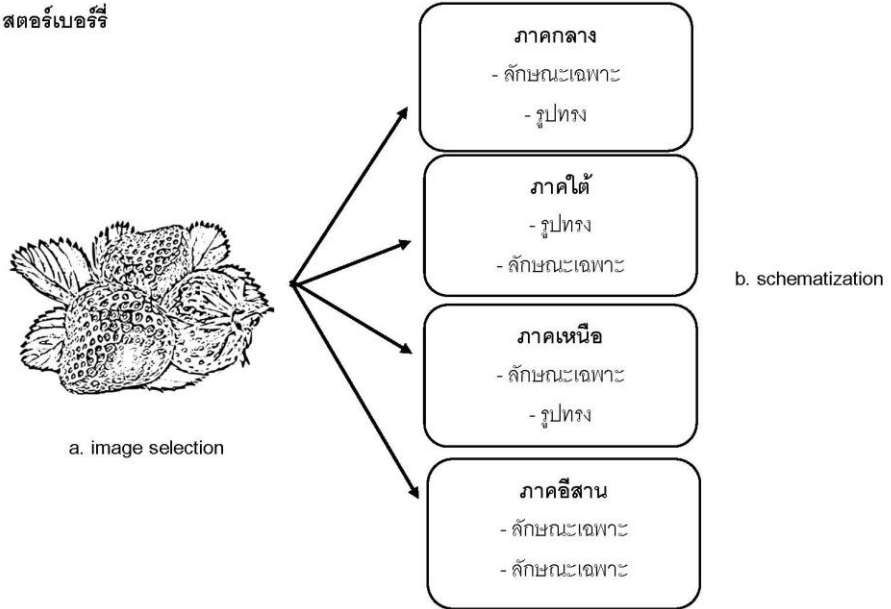 สตอร์เบอร์รี่
ภาคกลาง
- ลักษณะเฉพาะ
- รูปทรง
ภาคใต้
- รูปทรง
- ลักษณะเฉพาะ
b. schematization
ภาคเหนือ
- ลักษณะเฉพาะ
- รูปทรง
a. image selection
ภาคอีสาน
- ลักษณะเฉพาะ
- ลักษณะเฉพาะ